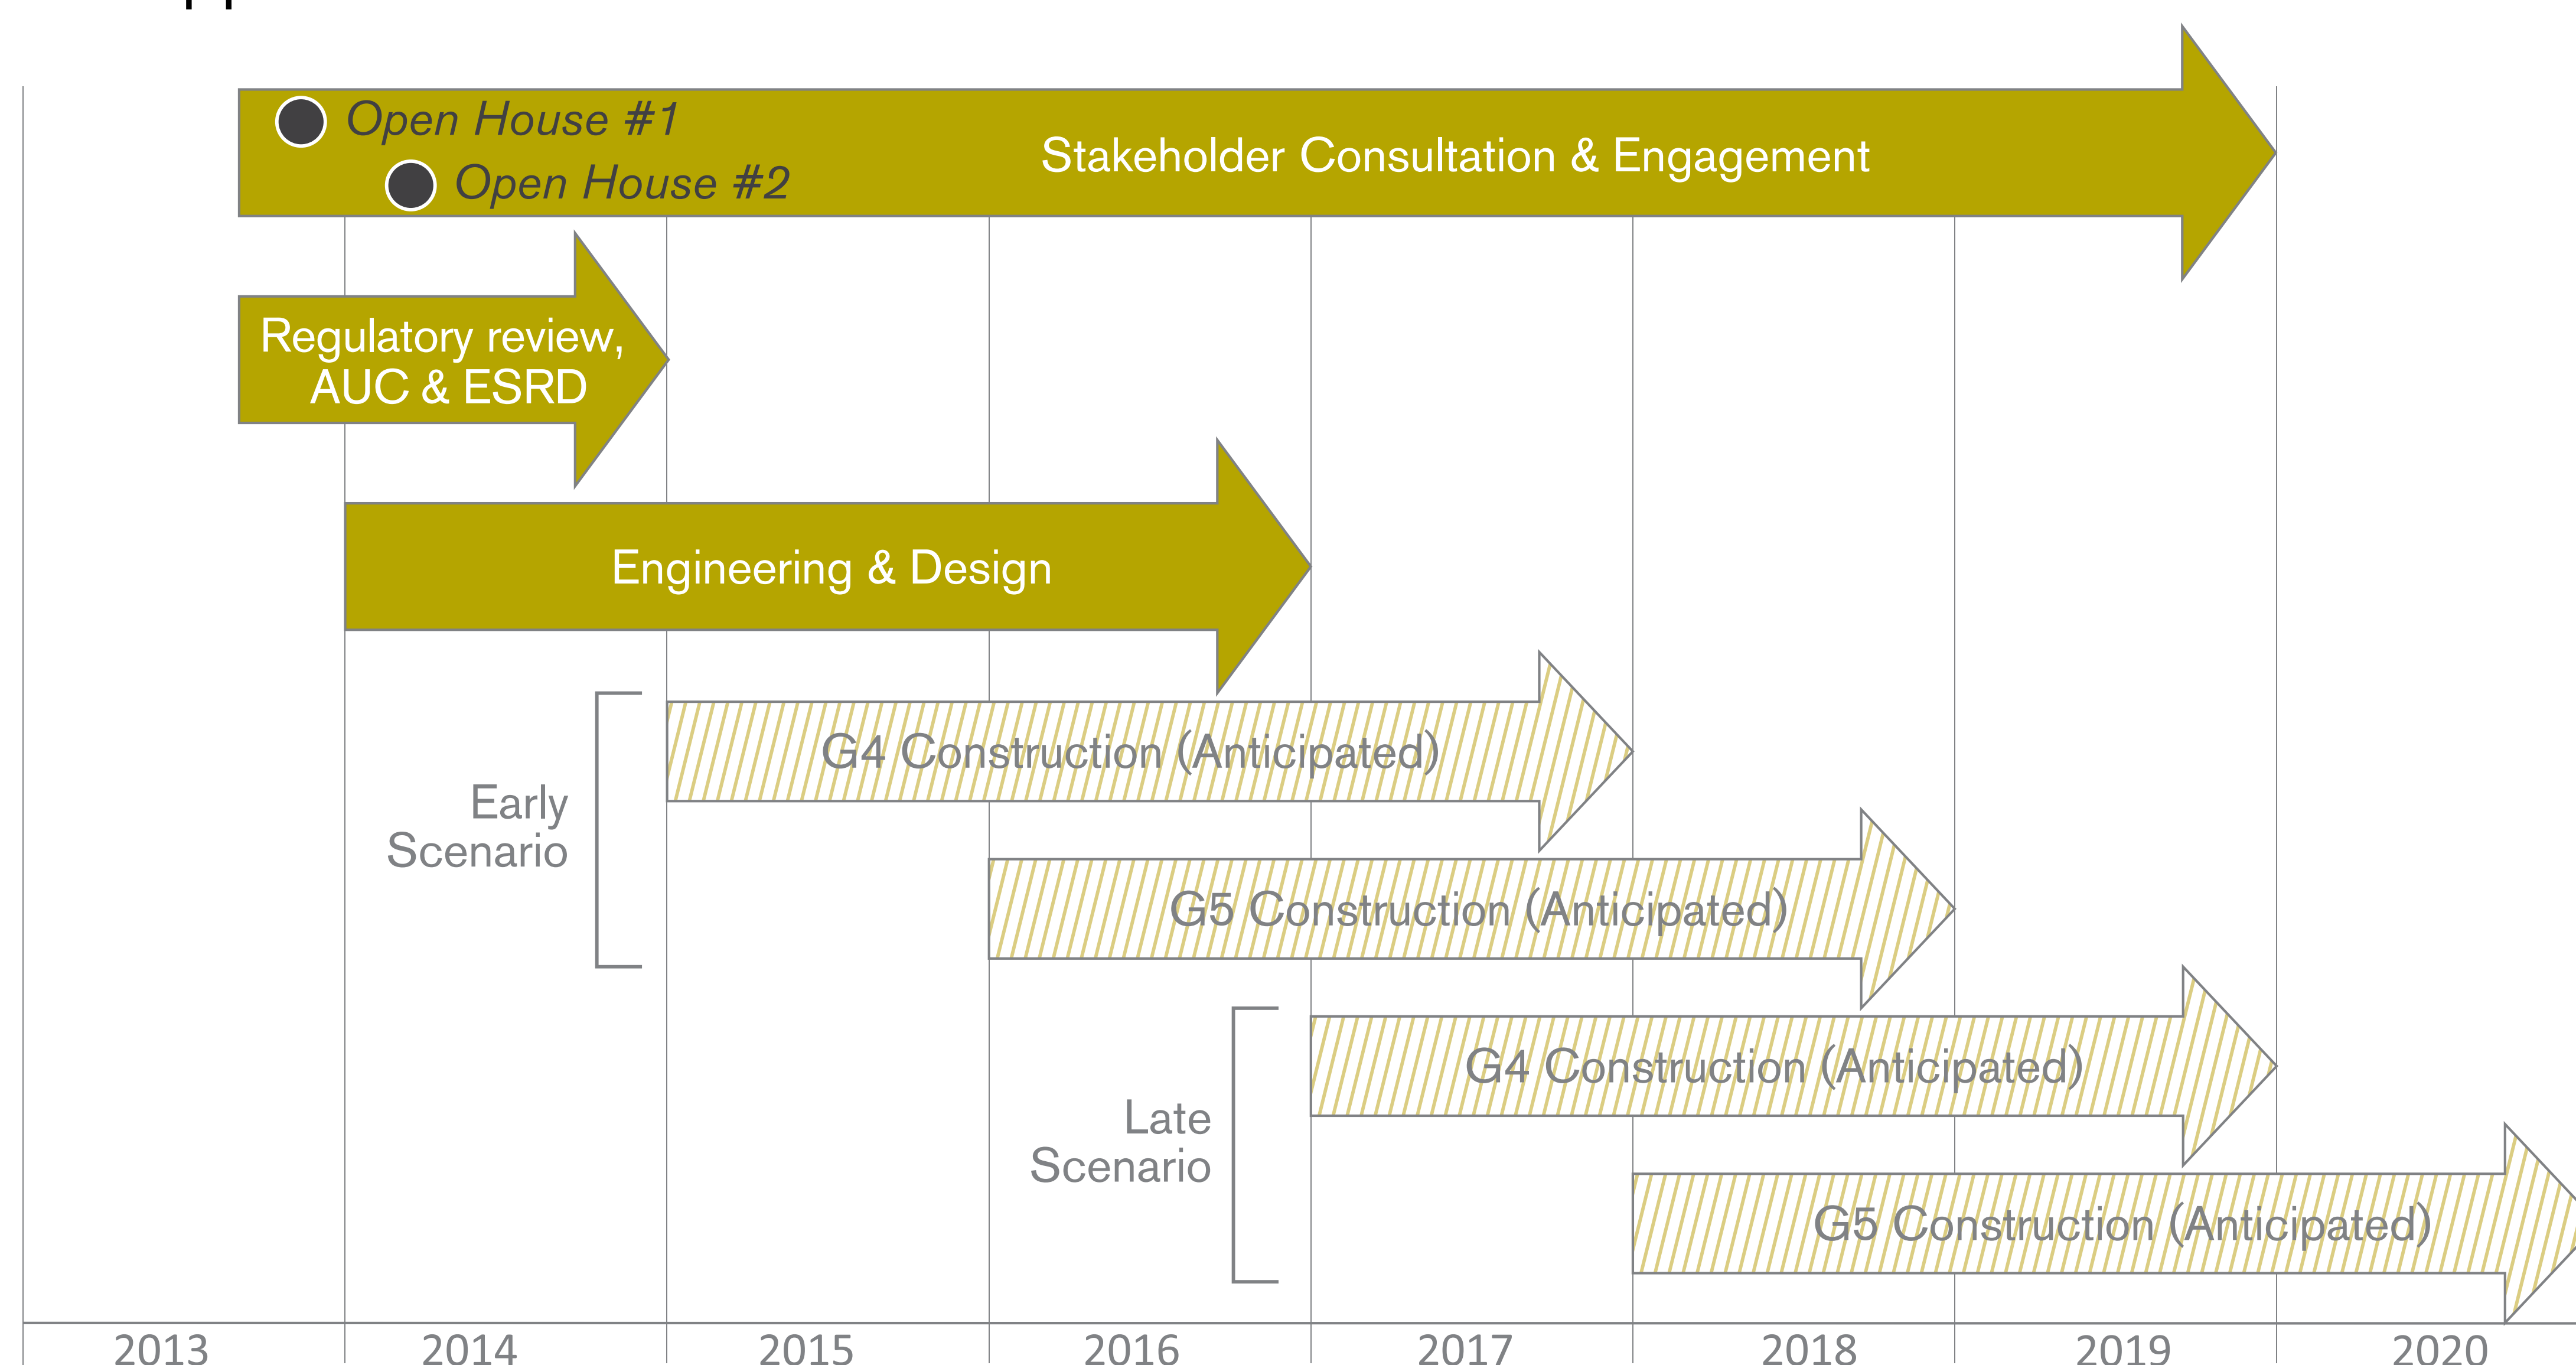 Open House #1
Open House #2
Stakeholder Consultation & Engagement
Regulatory review,
AUC & ESRD
Engineering & Design
Early
Scenario
G4 Construction (Anticipated)
G5 Construction (Anticipated)
Late
Scenario
G4 Construction (Anticipated)
G5 Construction (Anticipated)
2013 2014 2015 2016 2017 2018 2019 2020